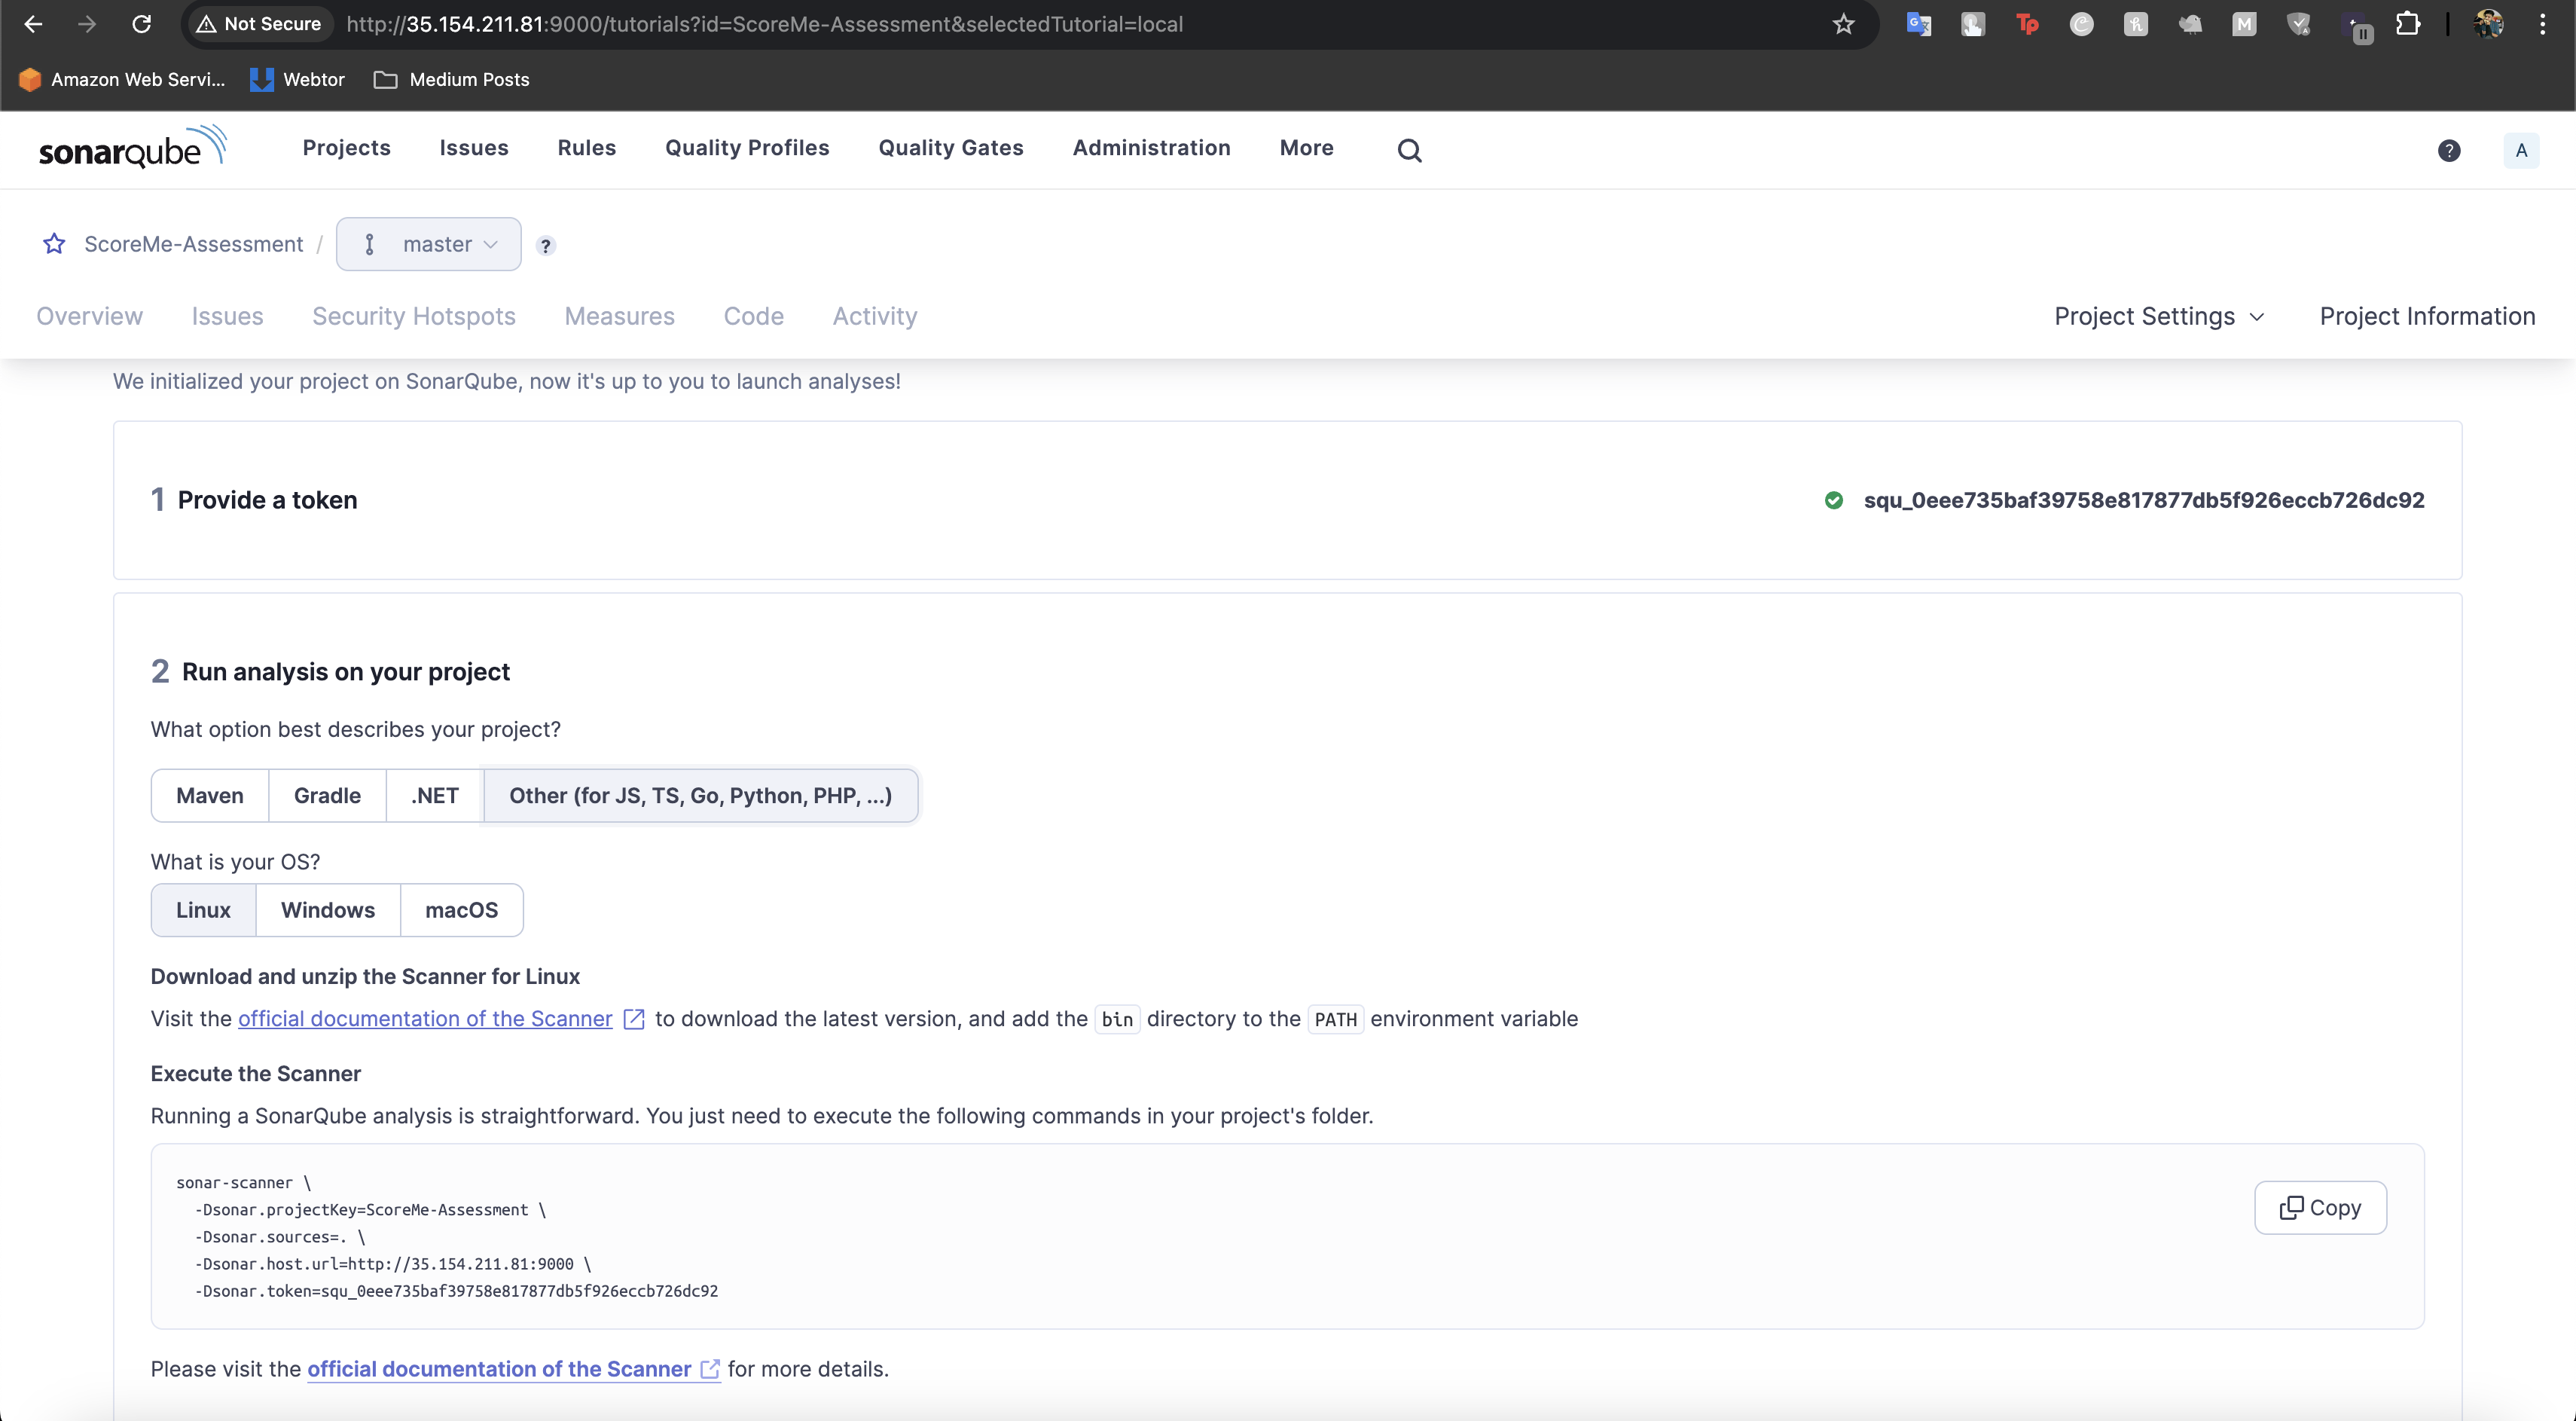 Not Secure http://35.154.211.81:9000/tutorials?id=ScoreMe-Assessment&selectedTutorial=local
Amazon Web Servi... Webtor Medium Posts
sonarqube Projects Issues Rules Quality Profiles Quality Gates Administration More ? A
ScoreMe-Assessment / master ?
Overview Issues Security Hotspots Measures Code Activity Project Settings Project Information
We initialized your project on SonarQube, now it's up to you to launch analyses!
1 Provide a token squ_0eee735baf39758e817877db5f926eccb726dc92
2 Run analysis on your project
What option best describes your project?
Maven Gradle .NET Other (for JS, TS, Go, Python, PHP, ...)
What is your OS?
Linux Windows macOS
Download and unzip the Scanner for Linux
Visit the official documentation of the Scanner to download the latest version, and add the bin directory to the PATH environment variable
Execute the Scanner
Running a SonarQube analysis is straightforward. You just need to execute the following commands in your project's folder.
sonar-scanner \
-Dsonar.projectKey=ScoreMe-Assessment \
-Dsonar.sources=. \
-Dsonar.host.url=http://35.154.211.81:9000 \
-Dsonar.token=squ_0eee735baf39758e817877db5f926eccb726dc92
Copy
Please visit the official documentation of the Scanner for more details.